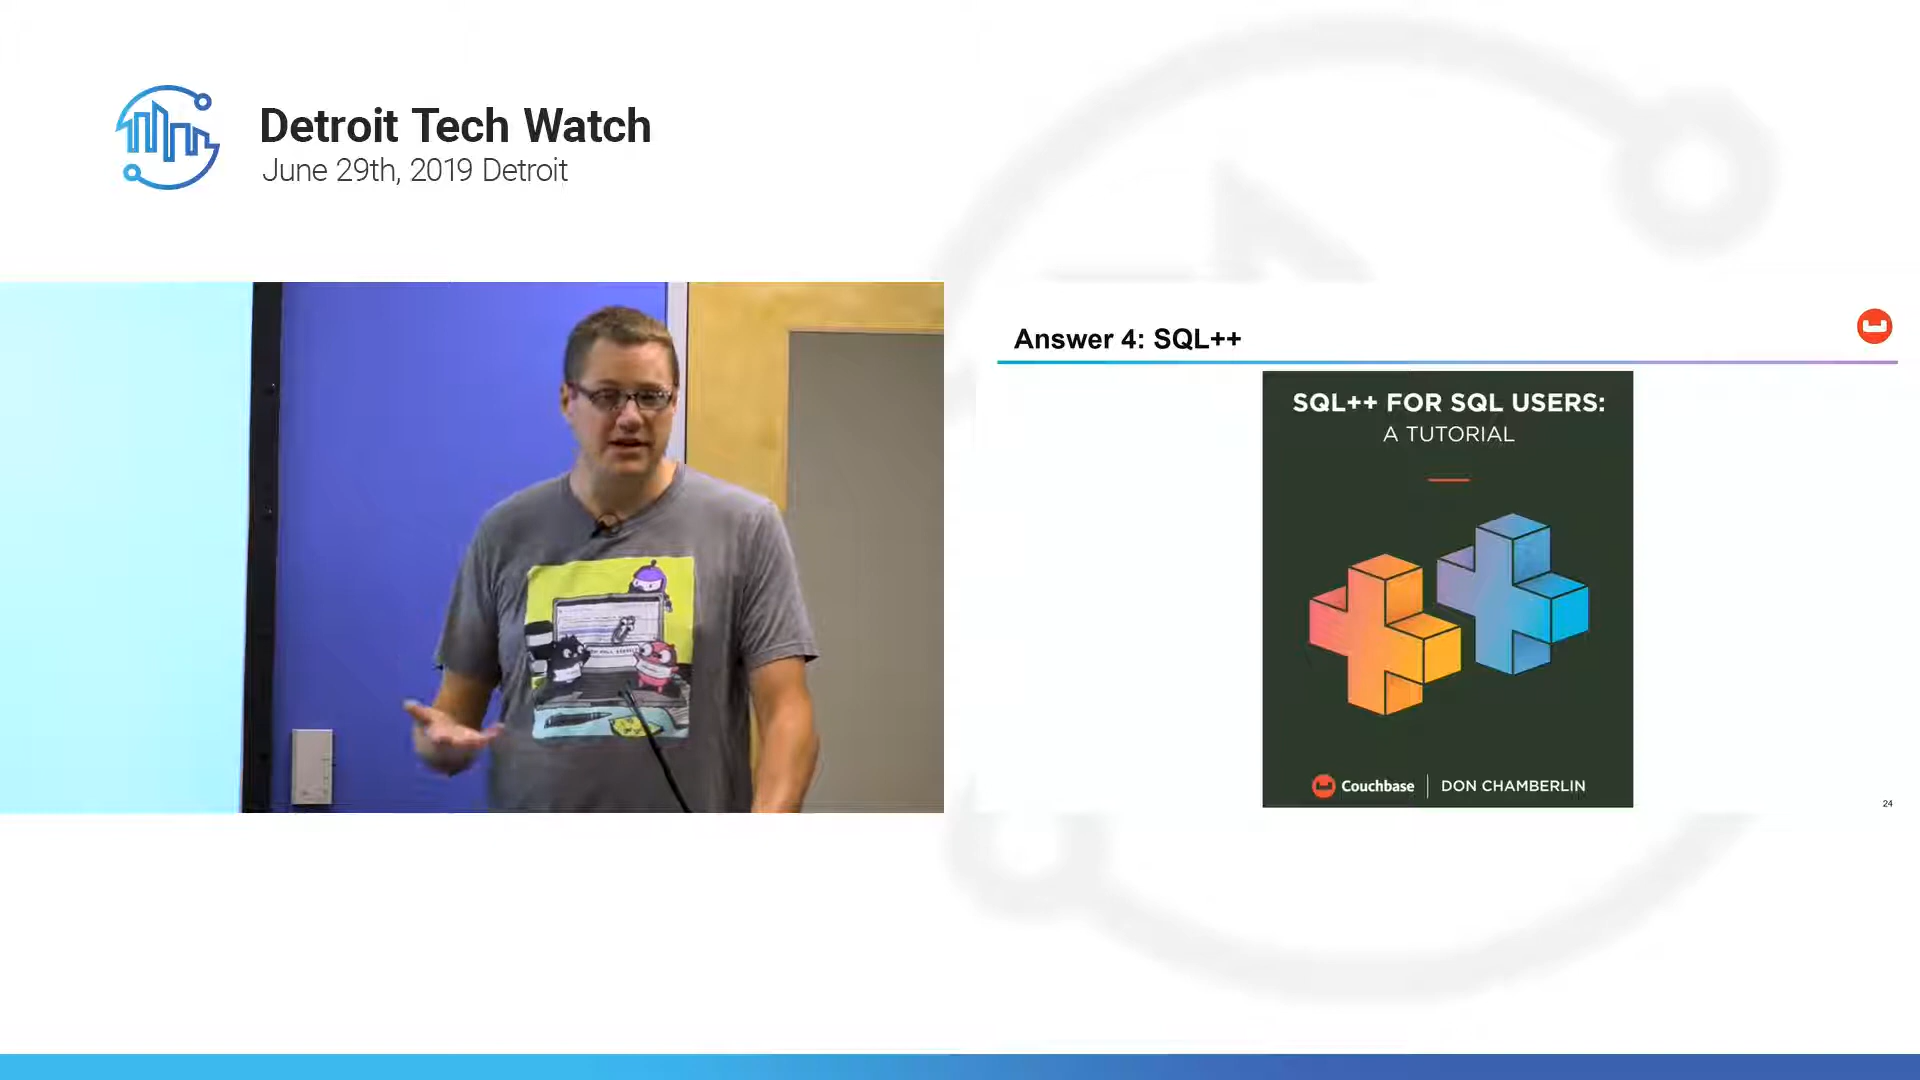 Detroit Tech Watch
June 29th, 2019 Detroit
Answer 4: SQL++
SQL++ FOR SQL USERS:
A TUTORIAL
Couchbase | DON CHAMBERLIN
24